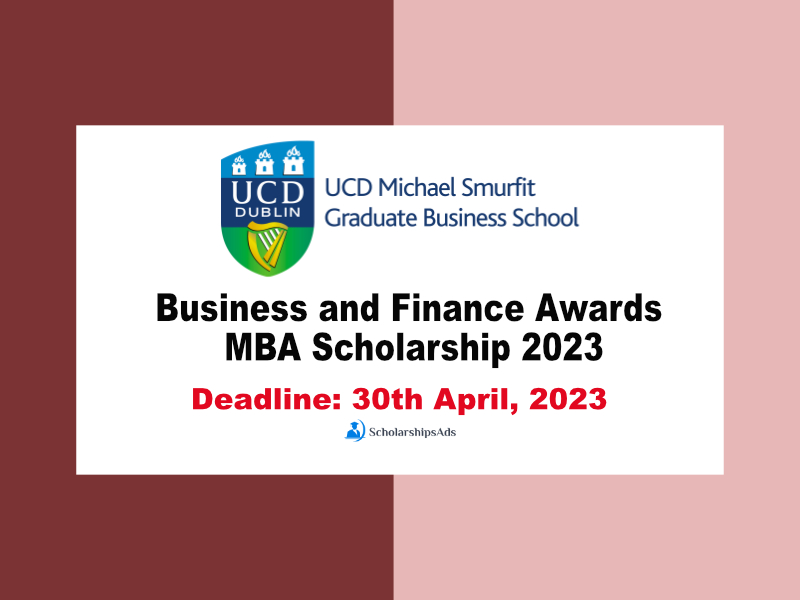 UCD
DUBLIN
UCD Michael Smurfit
Graduate Business School
Business and Finance Awards
MBA Scholarship 2023
Deadline: 30th April, 2023
ScholarshipsAds